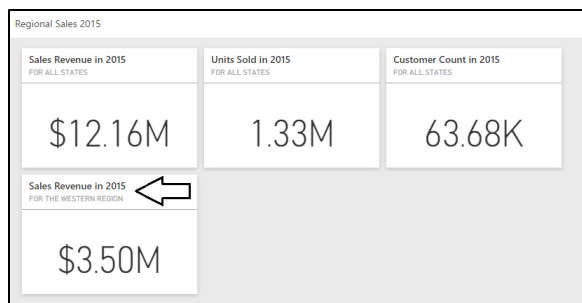 Regional Sales 2015
Sales Revenue in 2015
FOR ALL STATES
$12.16M
Units Sold in 2015
FOR ALL STATES
1.33M
Customer Count in 2015
FOR ALL STATES
63.68K
Sales Revenue in 2015
FOR THE WESTERN REGION
$3.50M